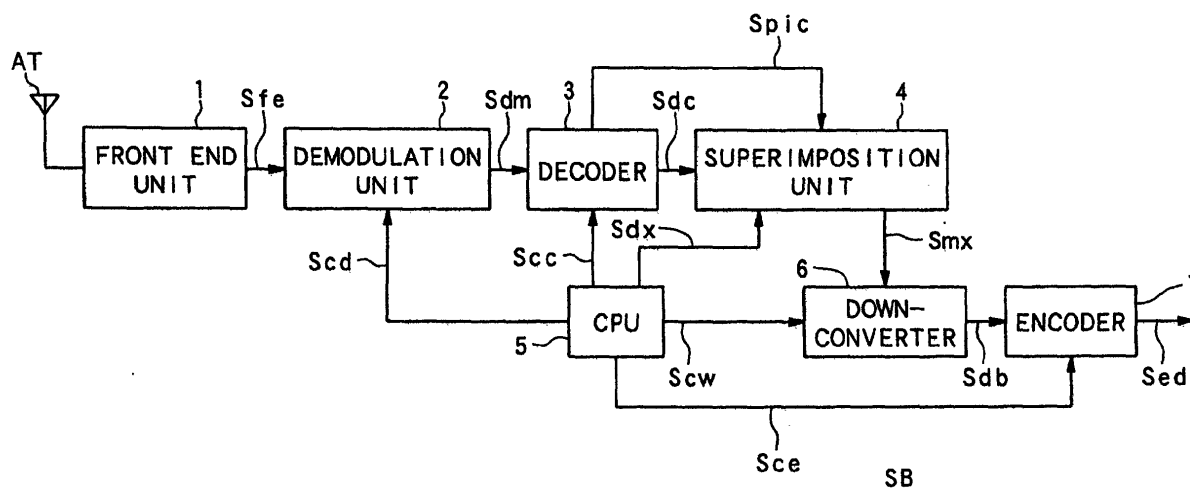 Spic
AT
1
Sfe
2
Sdm
3
Sdc
4
FRONT END
UNIT
DEMODULATION
UNIT
DECODER
SUPERIMPOSITION
UNIT
Scd
Scc
Sdx
Smx
6
CPU
5
DOWN-
CONVERTER
ENCODER
Scw
Sdb
Sed
Sce
SB